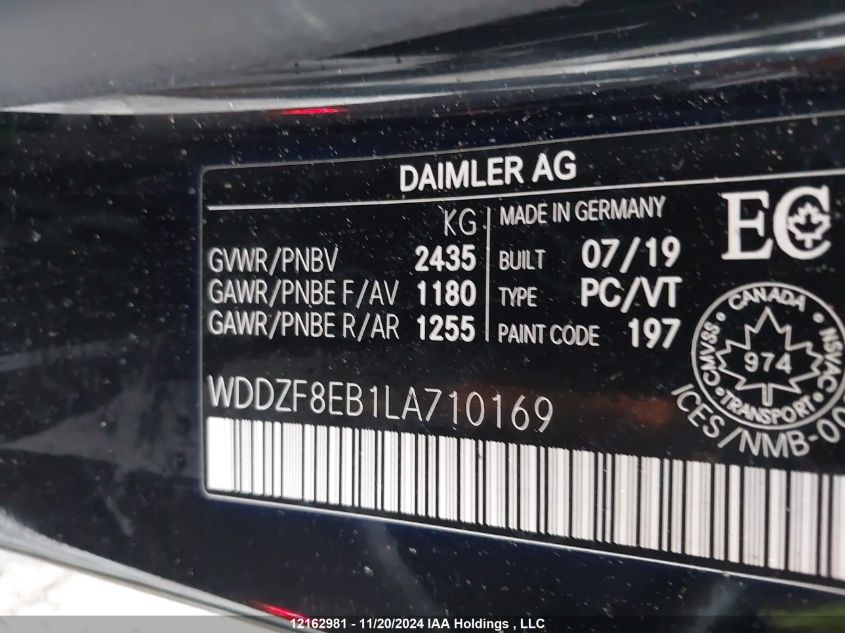 DAIMLER AG
KG
GVWR/PNBV 2435
GAWR/PNBE F/AV 1180
GAWR/PNBE R/AR 1255
MADE IN GERMANY
BUILT 07/19
TYPE PC/VT
PAINT CODE 197
EC
CANADA
CMVSS NSVAC
974
TRANSPORT
ICES/NMB-00
WDDZF8EB1LA710169
12162981 - 11/20/2024 IAA Holdings , LLC